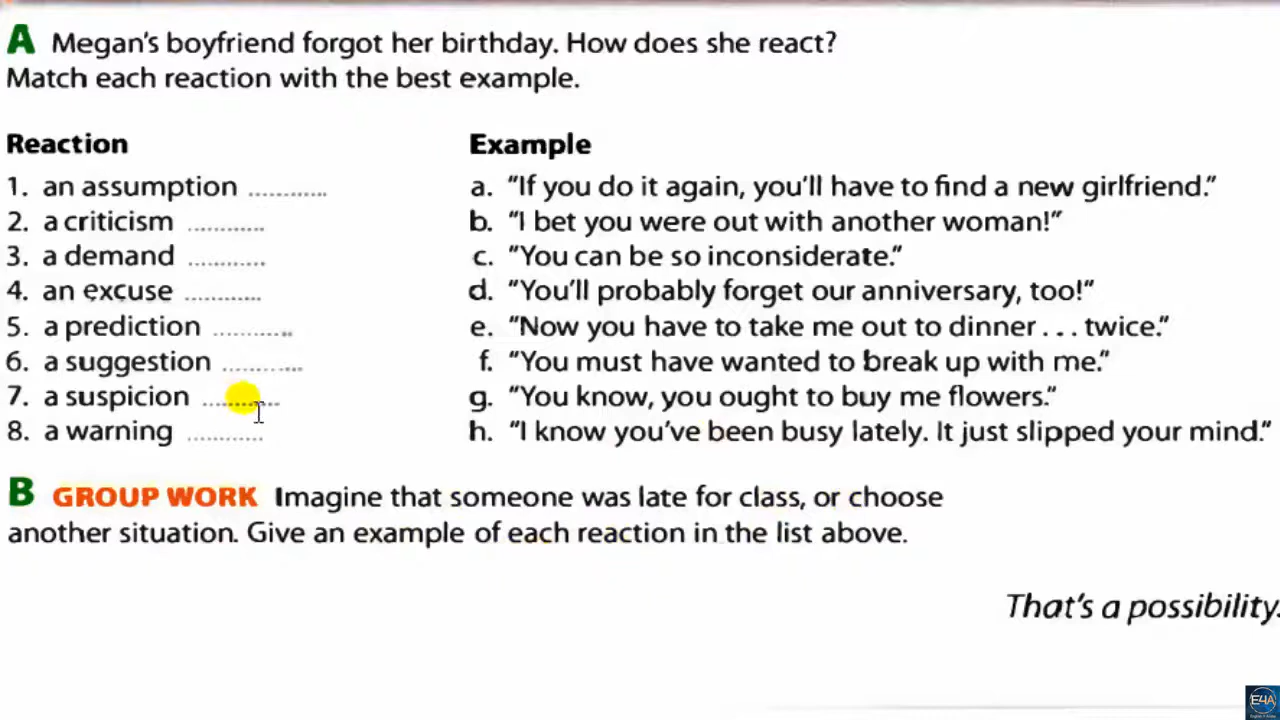 A Megan's boyfriend forgot her birthday. How does she react?
Match each reaction with the best example.
Reaction
1. an assumption ............
2. a criticism ............
3. a demand ............
4. an excuse ............
5. a prediction ............
6. a suggestion ............
7. a suspicion ............
8. a warning ............
Example
a. "If you do it again, you'll have to find a new girlfriend."
b. "I bet you were out with another woman!"
c. "You can be so inconsiderate."
d. "You'll probably forget our anniversary, too!"
e. "Now you have to take me out to dinner . . . twice."
f. "You must have wanted to break up with me."
g. "You know, you ought to buy me flowers."
h. "I know you've been busy lately. It just slipped your mind."
B GROUP WORK Imagine that someone was late for class, or choose
another situation. Give an example of each reaction in the list above.
That's a possibility.
E4A